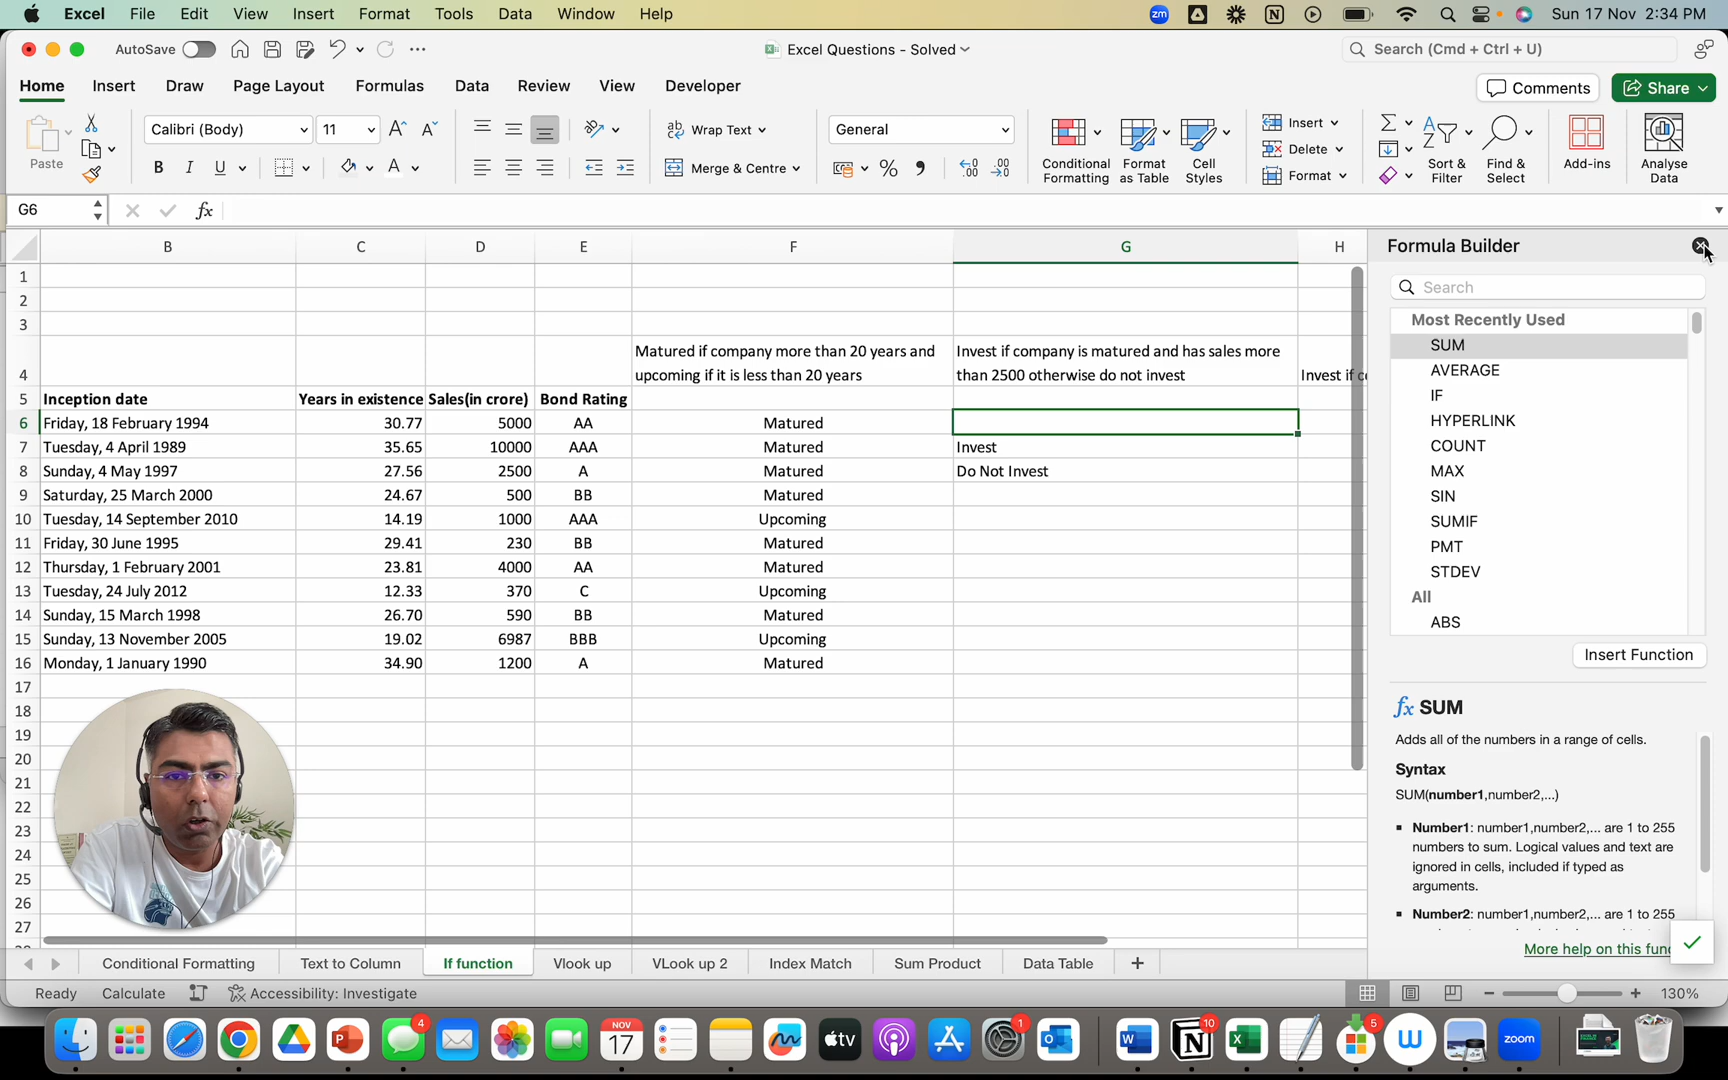 Excel File Edit View Insert Format Tools Data Window Help zm Sun 17 Nov 2:34 PM
AutoSave Excel Questions - Solved Search (Cmd + Ctrl + U)
Home Insert Draw Page Layout Formulas Data Review View Developer Comments Share
Paste Calibri (Body) 11 Wrap Text General Insert
B I U Merge & Centre Conditional Formatting Format as Table Cell Styles Delete Format Sort & Filter Find & Select Add-ins Analyse Data
G6 fx
B C D E F G H
1
2
3
4 Matured if company more than 20 years and Invest if company is matured and has sales more
upcoming if it is less than 20 years than 2500 otherwise do not invest Invest if
5 Inception date Years in existence Sales(in crore) Bond Rating
6 Friday, 18 February 1994 30.77 5000 AA Matured
7 Tuesday, 4 April 1989 35.65 10000 AAA Matured Invest
8 Sunday, 4 May 1997 27.56 2500 A Matured Do Not Invest
9 Saturday, 25 March 2000 24.67 500 BB Matured
10 Tuesday, 14 September 2010 14.19 1000 AAA Upcoming
11 Friday, 30 June 1995 29.41 230 BB Matured
12 Thursday, 1 February 2001 23.81 4000 AA Matured
13 Tuesday, 24 July 2012 12.33 370 C Upcoming
14 Sunday, 15 March 1998 26.70 590 BB Matured
15 Sunday, 13 November 2005 19.02 6987 BBB Upcoming
16 Monday, 1 January 1990 34.90 1200 A Matured
17
18
19
20
21
22
23
24
25
26
27
Formula Builder
Search
Most Recently Used
SUM
AVERAGE
IF
HYPERLINK
COUNT
MAX
SIN
SUMIF
PMT
STDEV
All
ABS
Insert Function
fx SUM
Adds all of the numbers in a range of cells.
Syntax
SUM(number1,number2,...)
▪ Number1: number1,number2,... are 1 to 255
numbers to sum. Logical values and text are
ignored in cells, included if typed as
arguments.
▪ Number2: number1,number2,... are 1 to 255
More help on this func
Conditional Formatting Text to Column If function Vlook up VLook up 2 Index Match Sum Product Data Table +
Ready Calculate Accessibility: Investigate 130%
4 NOV 17 tv 1 10 5 zoom